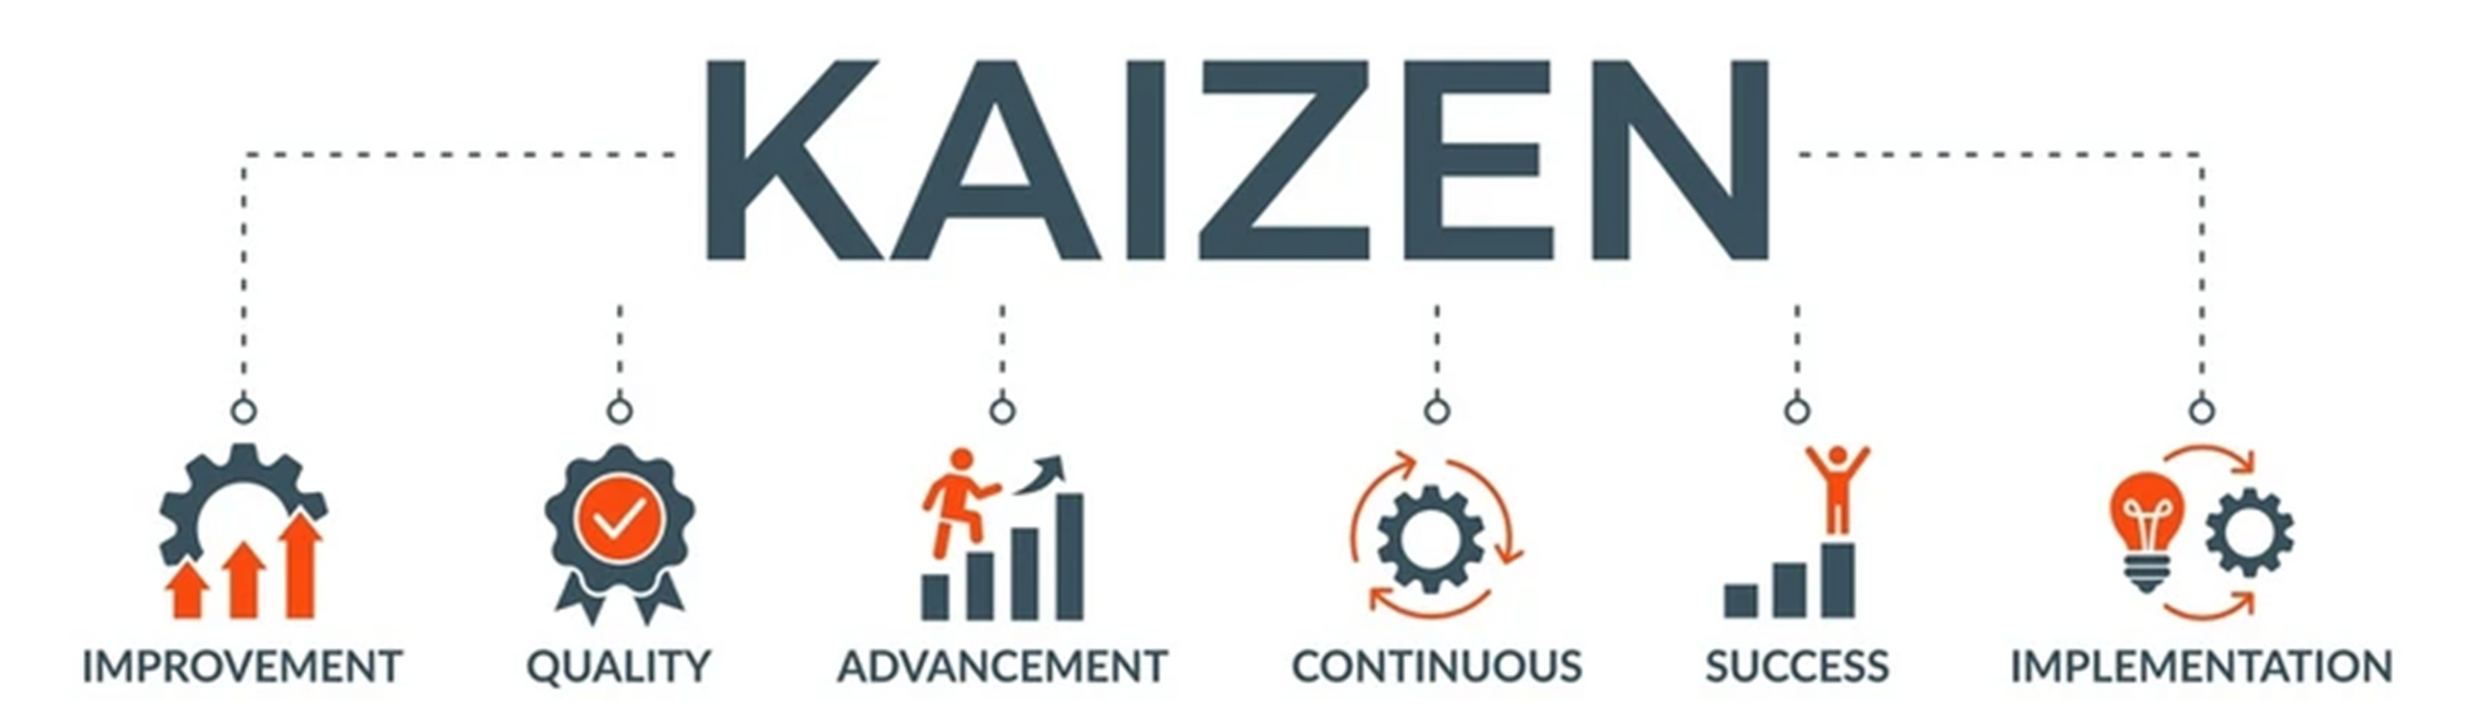 KAIZEN
IMPROVEMENT
QUALITY
ADVANCEMENT
CONTINUOUS
SUCCESS
IMPLEMENTATION